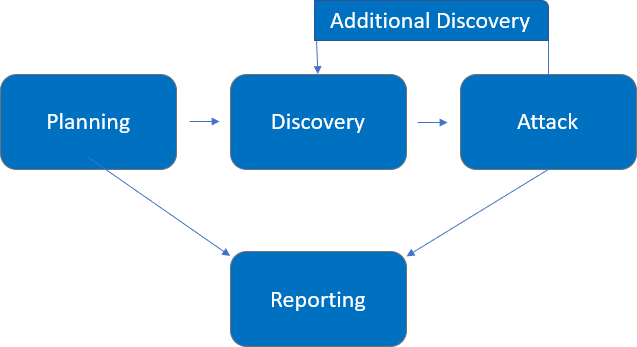 Additional Discovery
Planning
Discovery
Attack
Reporting